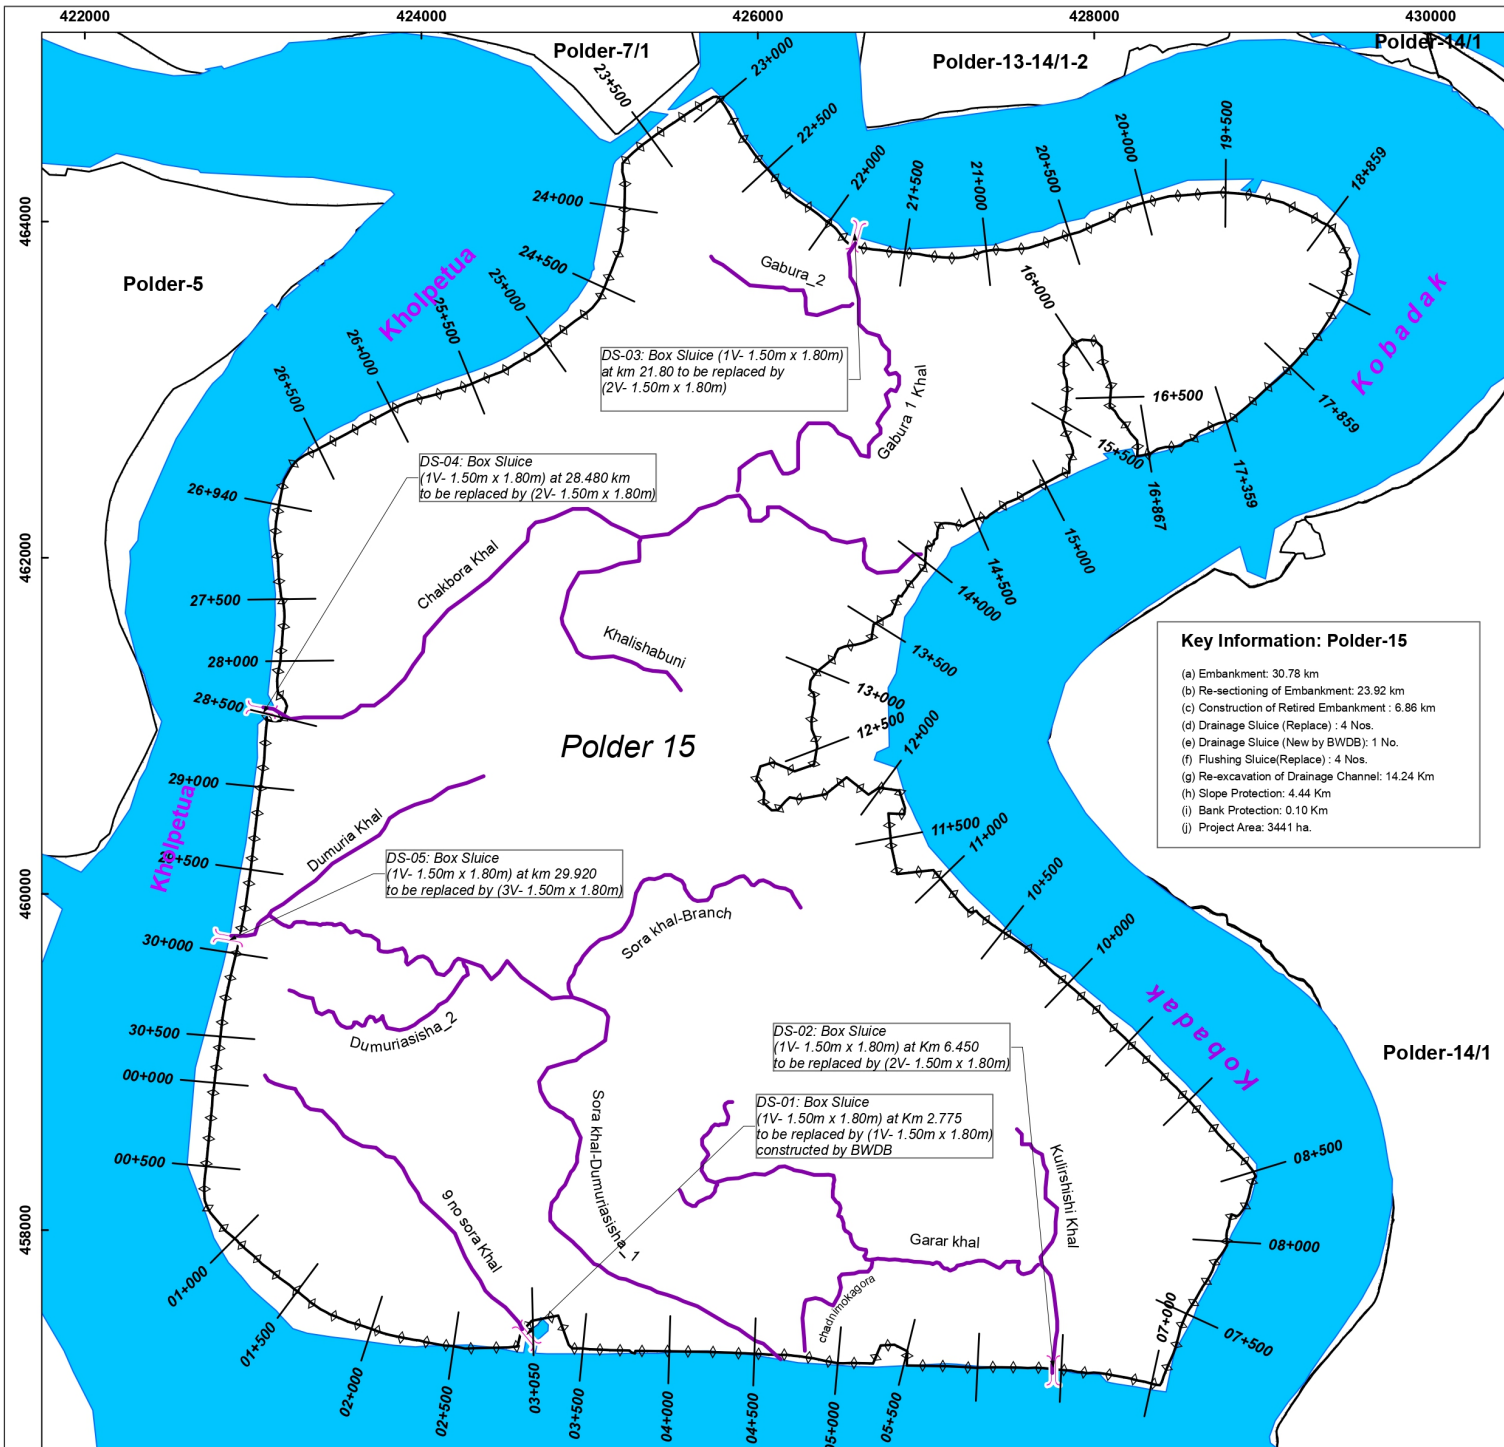 422000
424000
426000
428000
430000
Polder-7/1
Polder-13-14/1-2
Polder-14/1
23+000
23+500
22+500
22+000
21+500
21+000
20+500
20+000
19+500
18+859
464000
24+000
24+500
25+000
25+500
26+000
26+500
Polder-5
Kholpetua
Gabura_2
16+000
Kobadak
DS-03: Box Sluice (1V- 1.50m x 1.80m)
at km 21.80 to be replaced by
(2V- 1.50m x 1.80m)
Gabura 1 Khal
16+500
17+859
15+500
17+359
16+867
DS-04: Box Sluice
(1V- 1.50m x 1.80m) at 28.480 km
to be replaced by (2V- 1.50m x 1.80m)
26+940
15+000
14+500
14+000
462000
Chakbora Khal
27+500
Khalishabuni
28+000
28+500
13+500
13+000
12+500
12+000
Key Information: Polder-15
(a) Embankment: 30.78 km
(b) Re-sectioning of Embankment: 23.92 km
(c) Construction of Retired Embankment : 6.86 km
(d) Drainage Sluice (Replace) : 4 Nos.
(e) Drainage Sluice (New by BWDB): 1 No.
(f) Flushing Sluice(Replace) : 4 Nos.
(g) Re-excavation of Drainage Channel: 14.24 Km
(h) Slope Protection: 4.44 Km
(i) Bank Protection: 0.10 Km
(j) Project Area: 3441 ha.
Polder 15
29+000
Kholpetua
29+500
Dumuria Khal
11+500
11+000
DS-05: Box Sluice
(1V- 1.50m x 1.80m) at km 29.920
to be replaced by (3V- 1.50m x 1.80m)
460000
10+500
10+000
30+000
Sora khal-Branch
Kobadak
30+500
Dumuriasisha_2
DS-02: Box Sluice
(1V- 1.50m x 1.80m) at Km 6.450
to be replaced by (2V- 1.50m x 1.80m)
Polder-14/1
00+000
DS-01: Box Sluice
(1V- 1.50m x 1.80m) at Km 2.775
to be replaced by (1V- 1.50m x 1.80m)
constructed by BWDB
Sora khal-Dumuriasisha_1
Kulirshishi Khal
00+500
08+500
458000
9 no sora Khal
Garar khal
08+000
01+000
chadnimokagora
07+000
07+500
01+500
02+000
02+500
03+050
03+500
04+000
04+500
05+000
05+500